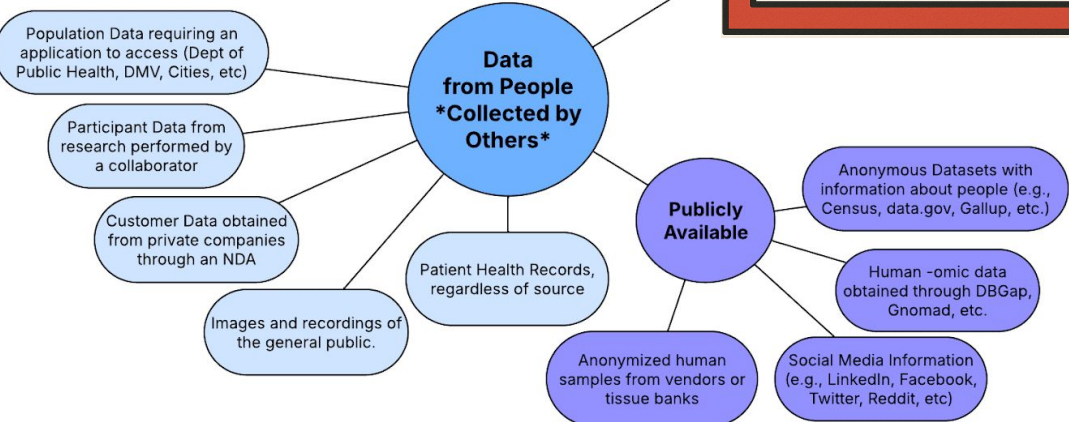 Population Data requiring an
application to access (Dept of
Public Health, DMV, Cities, etc)
Participant Data from
research performed by
a collaborator
Customer Data obtained
from private companies
through an NDA
Images and recordings of
the general public.
Patient Health Records,
regardless of source
Data
from People
*Collected by
Others*
Publicly
Available
Anonymous Datasets with
information about people (e.g.,
Census, data.gov, Gallup, etc.)
Human -omic data
obtained through DBGap,
Gnomad, etc.
Social Media Information
(e.g., LinkedIn, Facebook,
Twitter, Reddit, etc)
Anonymized human
samples from vendors or
tissue banks